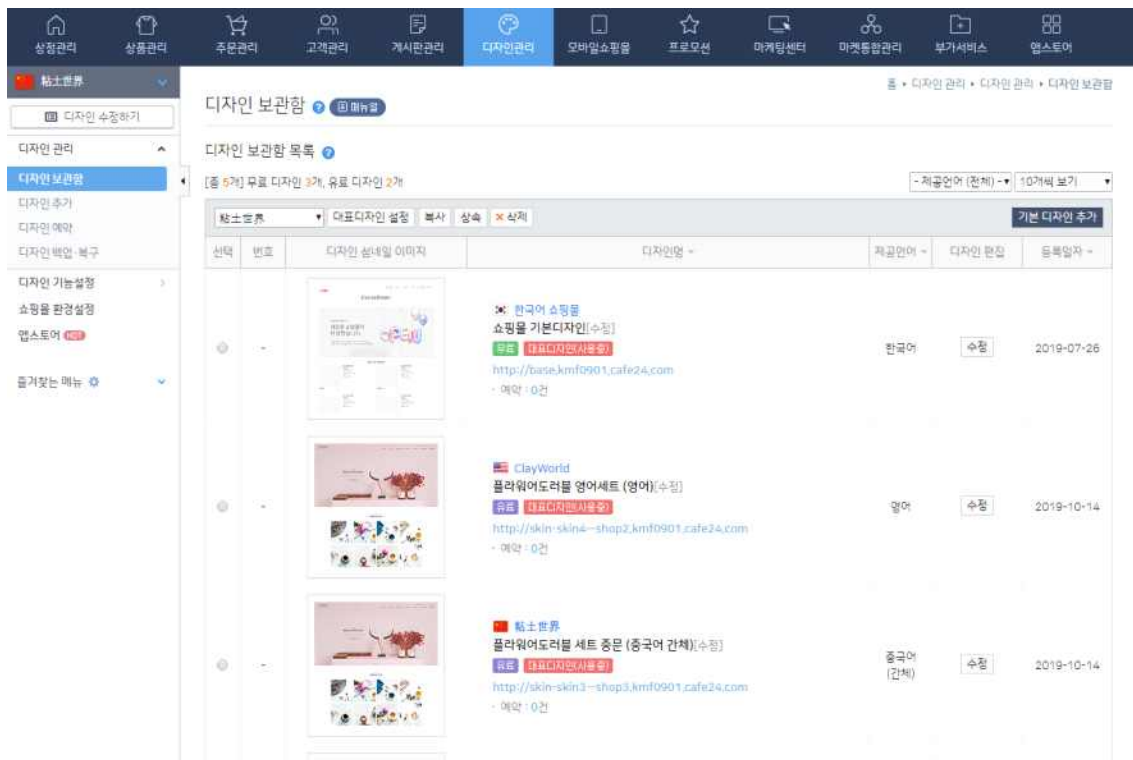 상점관리 상품관리 주문관리 고객관리 게시판관리 디자인관리 모바일쇼핑몰 프로모션 마케팅센터 마켓통합관리 부가서비스 앱스토어
粘土世界
홈 • 디자인 관리 • 디자인 관리 • 디자인 보관함
디자인 수정하기
디자인 보관함 ? 매뉴얼
디자인 관리
디자인 보관함
디자인 추가
디자인 예약
디자인 백업·복구
디자인 기능설정
쇼핑몰 환경설정
앱스토어 HOT
즐겨찾는 메뉴
디자인 보관함 목록 ?
[총 5개] 무료 디자인 3개, 유료 디자인 2개
- 제공언어 (전체) - 10개씩 보기
粘土世界 대표디자인 설정 복사 상속 × 삭제 기본 디자인 추가
선택 번호 디자인 썸네일 이미지 디자인명 제공언어 디자인 편집 등록일자
한국어 쇼핑몰
쇼핑몰 기본디자인[수정]
대표디자인(사용중)
http://base.kmf0901.cafe24.com
· 예약 : 0건
- 한국어 수정 2019-07-26
ClayWorld
플라워어도러블 영어세트 (영어)[수정]
유료 대표디자인(사용중)
http://skin-skin4--shop2.kmf0901.cafe24.com
· 예약 : 0건
- 영어 수정 2019-10-14
粘土世界
플라워어도러블 세트 중문 (중국어 간체)[수정]
유료 대표디자인(사용중)
http://skin-skin3--shop3.kmf0901.cafe24.com
· 예약 : 0건
- 중국어
(간체) 수정 2019-10-14